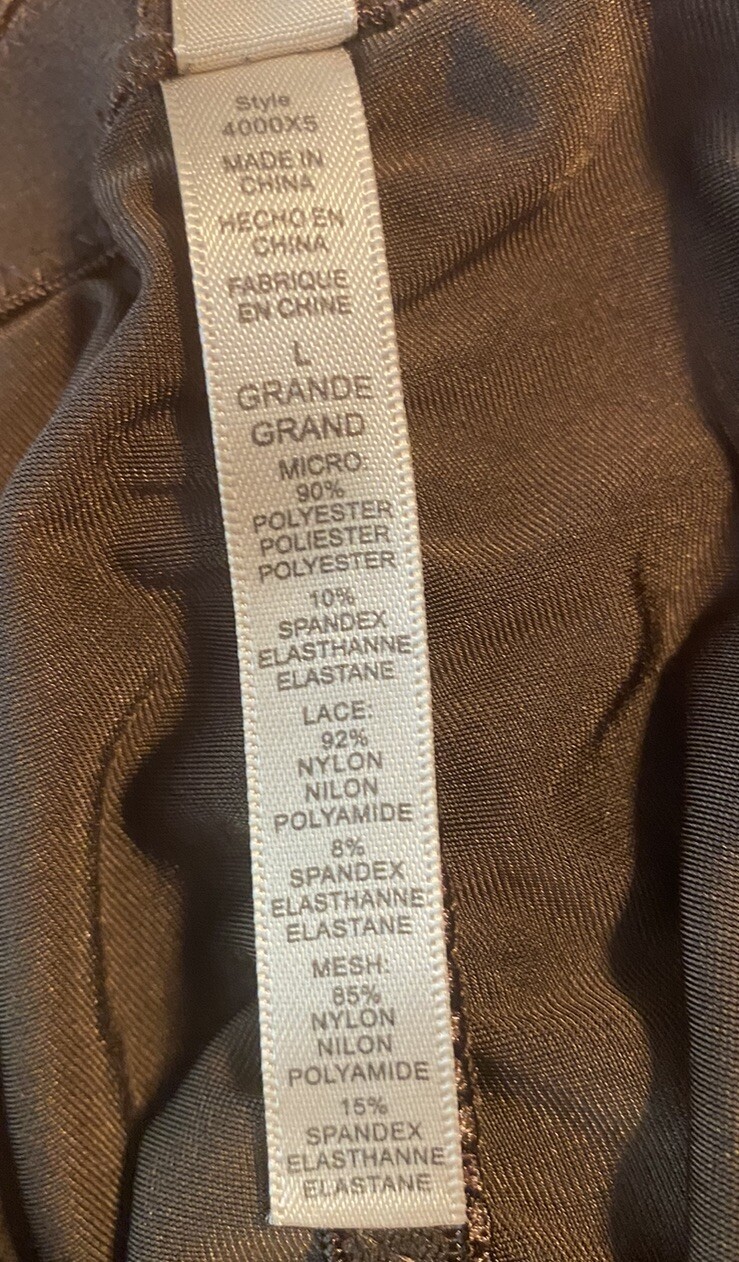 Style
4000X5
MADE IN
CHINA
HECHO EN
CHINA
FABRIQUE
EN CHINE
L
GRANDE
GRAND
MICRO:
90%
POLYESTER
POLIESTER
POLYESTER
10%
SPANDEX
ELASTHANNE
ELASTANE
LACE:
92%
NYLON
NILON
POLYAMIDE
8%
SPANDEX
ELASTHANNE
ELASTANE
MESH:
85%
NYLON
NILON
POLYAMIDE
15%
SPANDEX
ELASTHANNE
ELASTANE